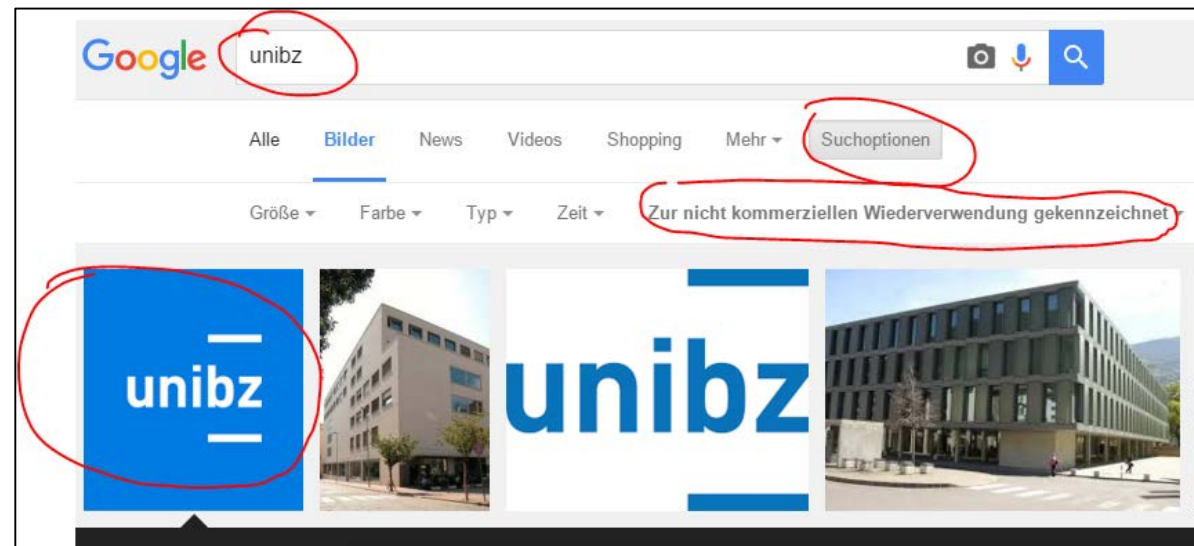 Google unibz
Alle Bilder News Videos Shopping Mehr Suchoptionen
Größe Farbe Typ Zeit Zur nicht kommerziellen Wiederverwendung gekennzeichnet
unibz unibz